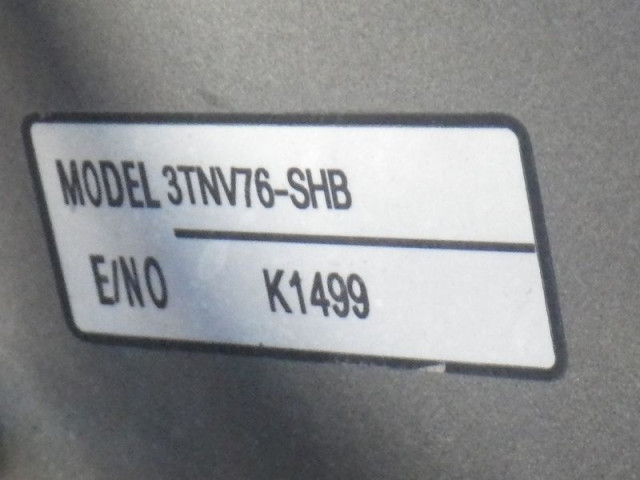 MODEL 3TNV76-SHB
E/NO K1499